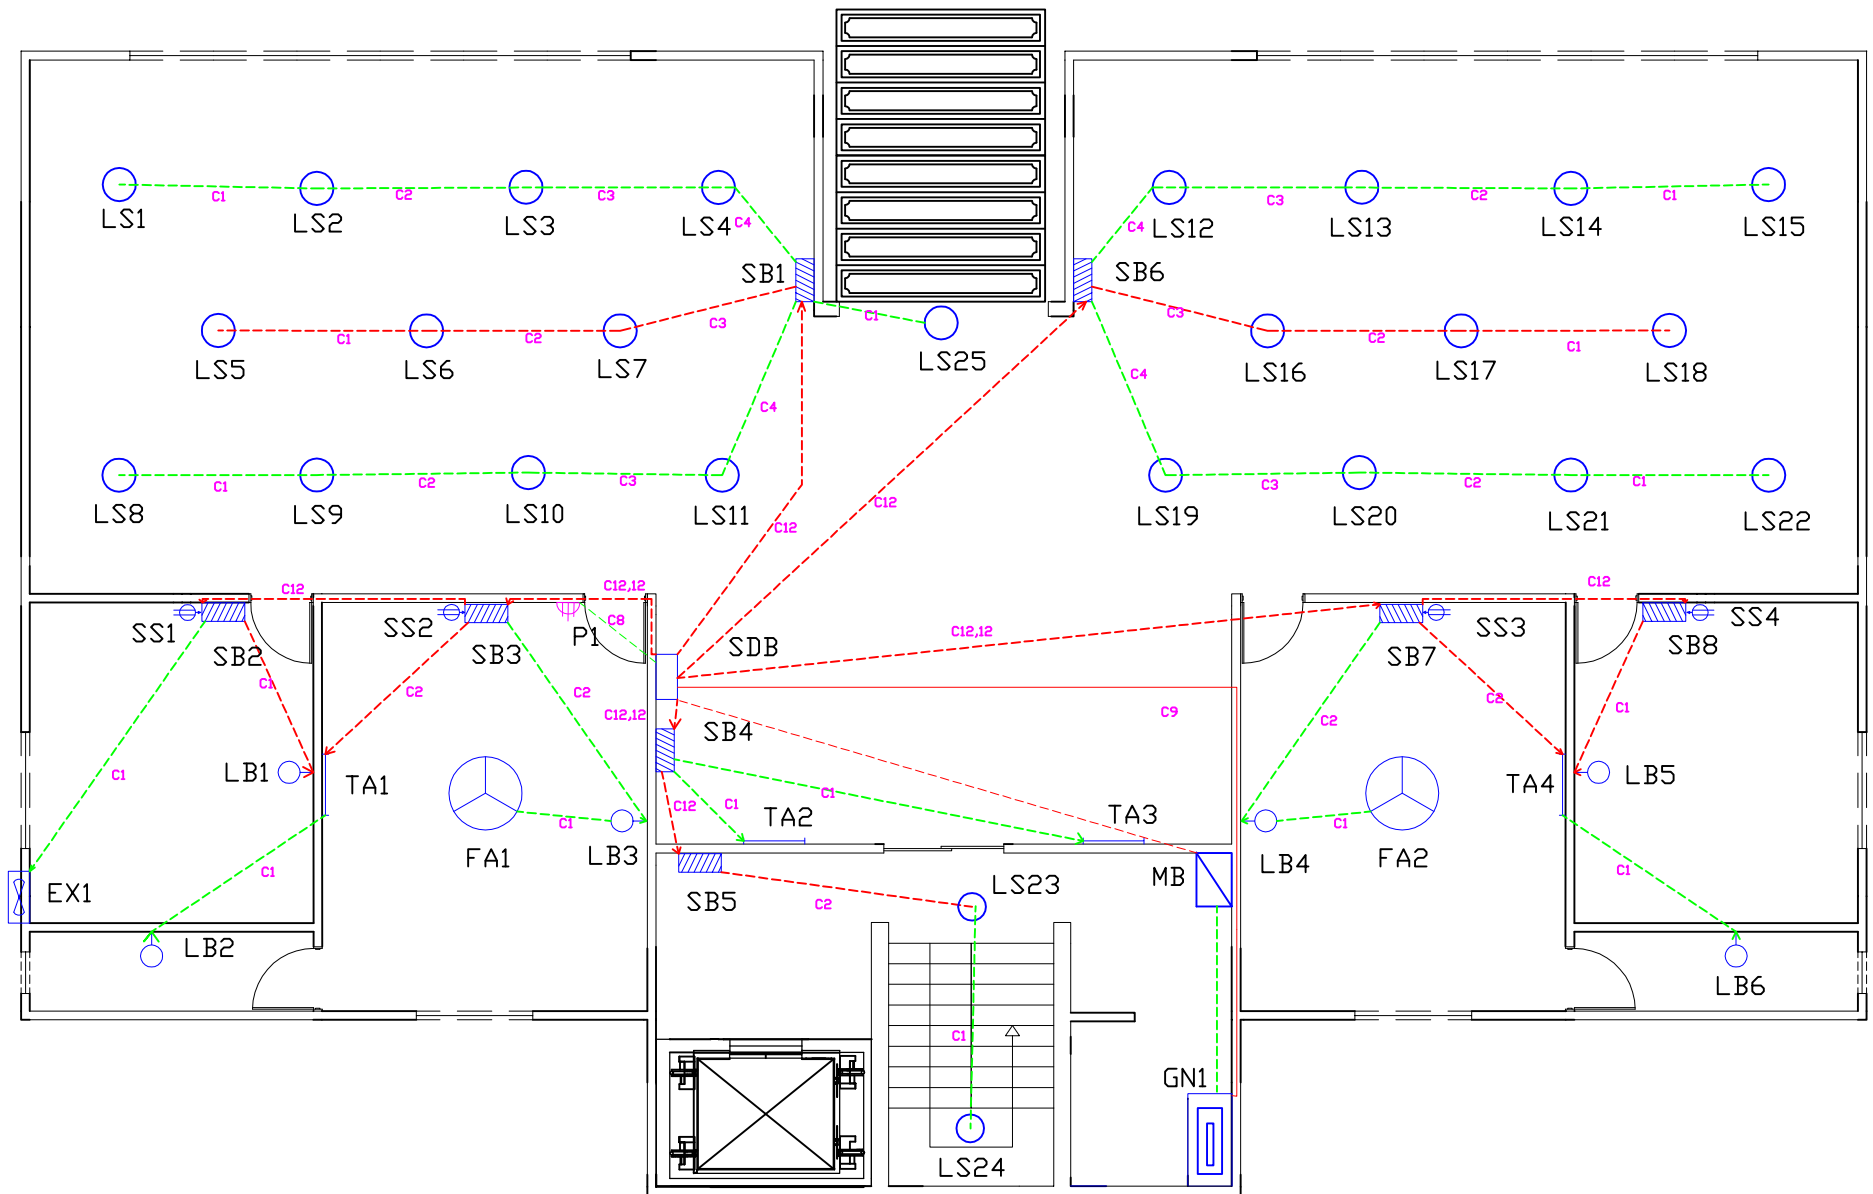 C1
C2
C3
C3
C2
C1
LS1
LS2
LS3
LS4
C4
C4
LS12
LS13
LS14
LS15
SB1
SB6
C1
C3
C3
C1
C2
C2
C1
LS5
LS6
LS7
LS25
LS16
LS17
LS18
C4
C4
C1
C2
C3
C12
C3
C2
C1
LS8
LS9
LS10
LS11
C12
LS19
LS20
LS21
LS22
C12
C12,12
C12
SS1
SS2
P1
C8
SDB
C12,12
SS3
SS4
SB2
SB3
SB7
SB8
C1
C2
C2
C12,12
SB4
C9
C2
C2
C1
C1
LB1
TA1
TA4
LB5
C12
C1
C1
TA2
TA3
C1
C1
FA1
LB3
LB4
FA2
C1
C1
EX1
SB5
C2
LS23
MB
LB2
LB6
C1
GN1
LS24